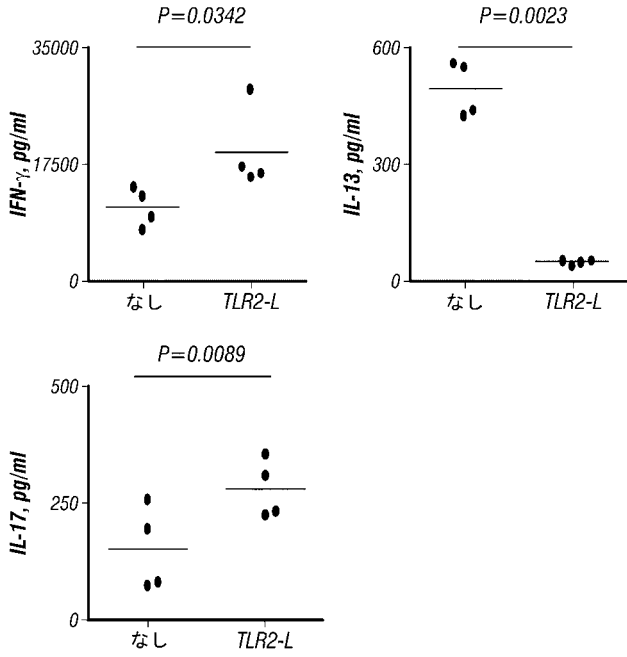 P=0.0342
35000
17500
0
IFN-γ, pg/ml
なし
TLR2-L
P=0.0023
600
300
0
IL-13, pg/ml
なし
TLR2-L
P=0.0089
500
250
0
IL-17, pg/ml
なし
TLR2-L